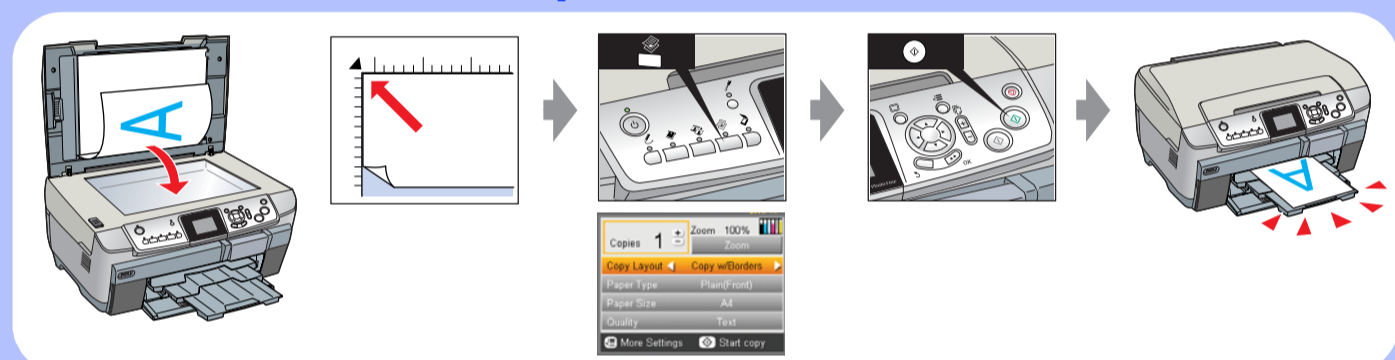 A
OK
A
Copies 1 + - Zoom 100%
Zoom
Copy Layout Copy w/Borders
Paper Type Plain(Front)
Paper Size A4
Quality Text
More Settings Start copy